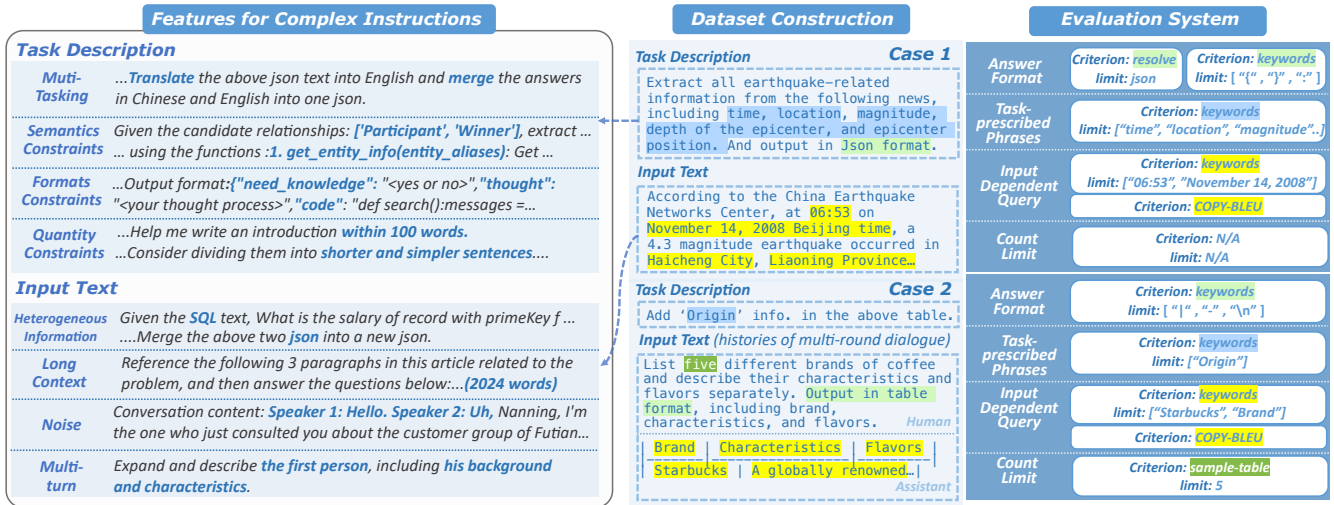 Features for Complex Instructions
Task Description
Muti-
Tasking
...Translate the above json text into English and merge the answers
in Chinese and English into one json.
Semantics
Constraints
Given the candidate relationships: ['Participant', 'Winner'], extract ...
... using the functions :1. get_entity_info(entity_aliases): Get ...
Formats
Constraints
...Output format:{"need_knowledge": "<yes or no>","thought":
"<your thought process>","code": "def search():messages =...
Quantity
Constraints
...Help me write an introduction within 100 words.
...Consider dividing them into shorter and simpler sentences....
Input Text
Heterogeneous
Information
Given the SQL text, What is the salary of record with primeKey f ...
....Merge the above two json into a new json.
Long
Context
Reference the following 3 paragraphs in this article related to the
problem, and then answer the questions below:...(2024 words)
Noise
Conversation content: Speaker 1: Hello. Speaker 2: Uh, Nanning, I'm
the one who just consulted you about the customer group of Futian...
Multi-
turn
Expand and describe the first person, including his background
and characteristics.
Dataset Construction
Task Description
Case 1
Extract all earthquake-related
information from the following news,
including time, location, magnitude,
depth of the epicenter, and epicenter
position. And output in Json format.
Input Text
According to the China Earthquake
Networks Center, at 06:53 on
November 14, 2008 Beijing time, a
4.3 magnitude earthquake occurred in
Haicheng City, Liaoning Province…
Task Description
Case 2
Add ‘Origin’ info. in the above table.
Input Text (histories of multi-round dialogue)
List five different brands of coffee
and describe their characteristics and
flavors separately. Output in table
format, including brand,
characteristics, and flavors.
Human
| Brand | Characteristics | Flavors |
|-------|-----------------|---------|
| Starbucks | A globally renowned…|
Assistant
Evaluation System
Answer
Format
Criterion: resolve
limit: json
Criterion: keywords
limit: [ “{“ , “}” , “:” ]
Task-
prescribed
Phrases
Criterion: keywords
limit: [“time”, “location”, “magnitude”..]
Input
Dependent
Query
Criterion: keywords
limit: [“06:53”, “November 14, 2008”]
Criterion: COPY-BLEU
Count
Limit
Criterion: N/A
limit: N/A
Answer
Format
Criterion: keywords
limit: [ “|“ , “-” , “\n” ]
Task-
prescribed
Phrases
Criterion: keywords
limit: [“Origin”]
Input
Dependent
Query
Criterion: keywords
limit: [“Starbucks”, “Brand”]
Criterion: COPY-BLEU
Count
Limit
Criterion: sample-table
limit: 5